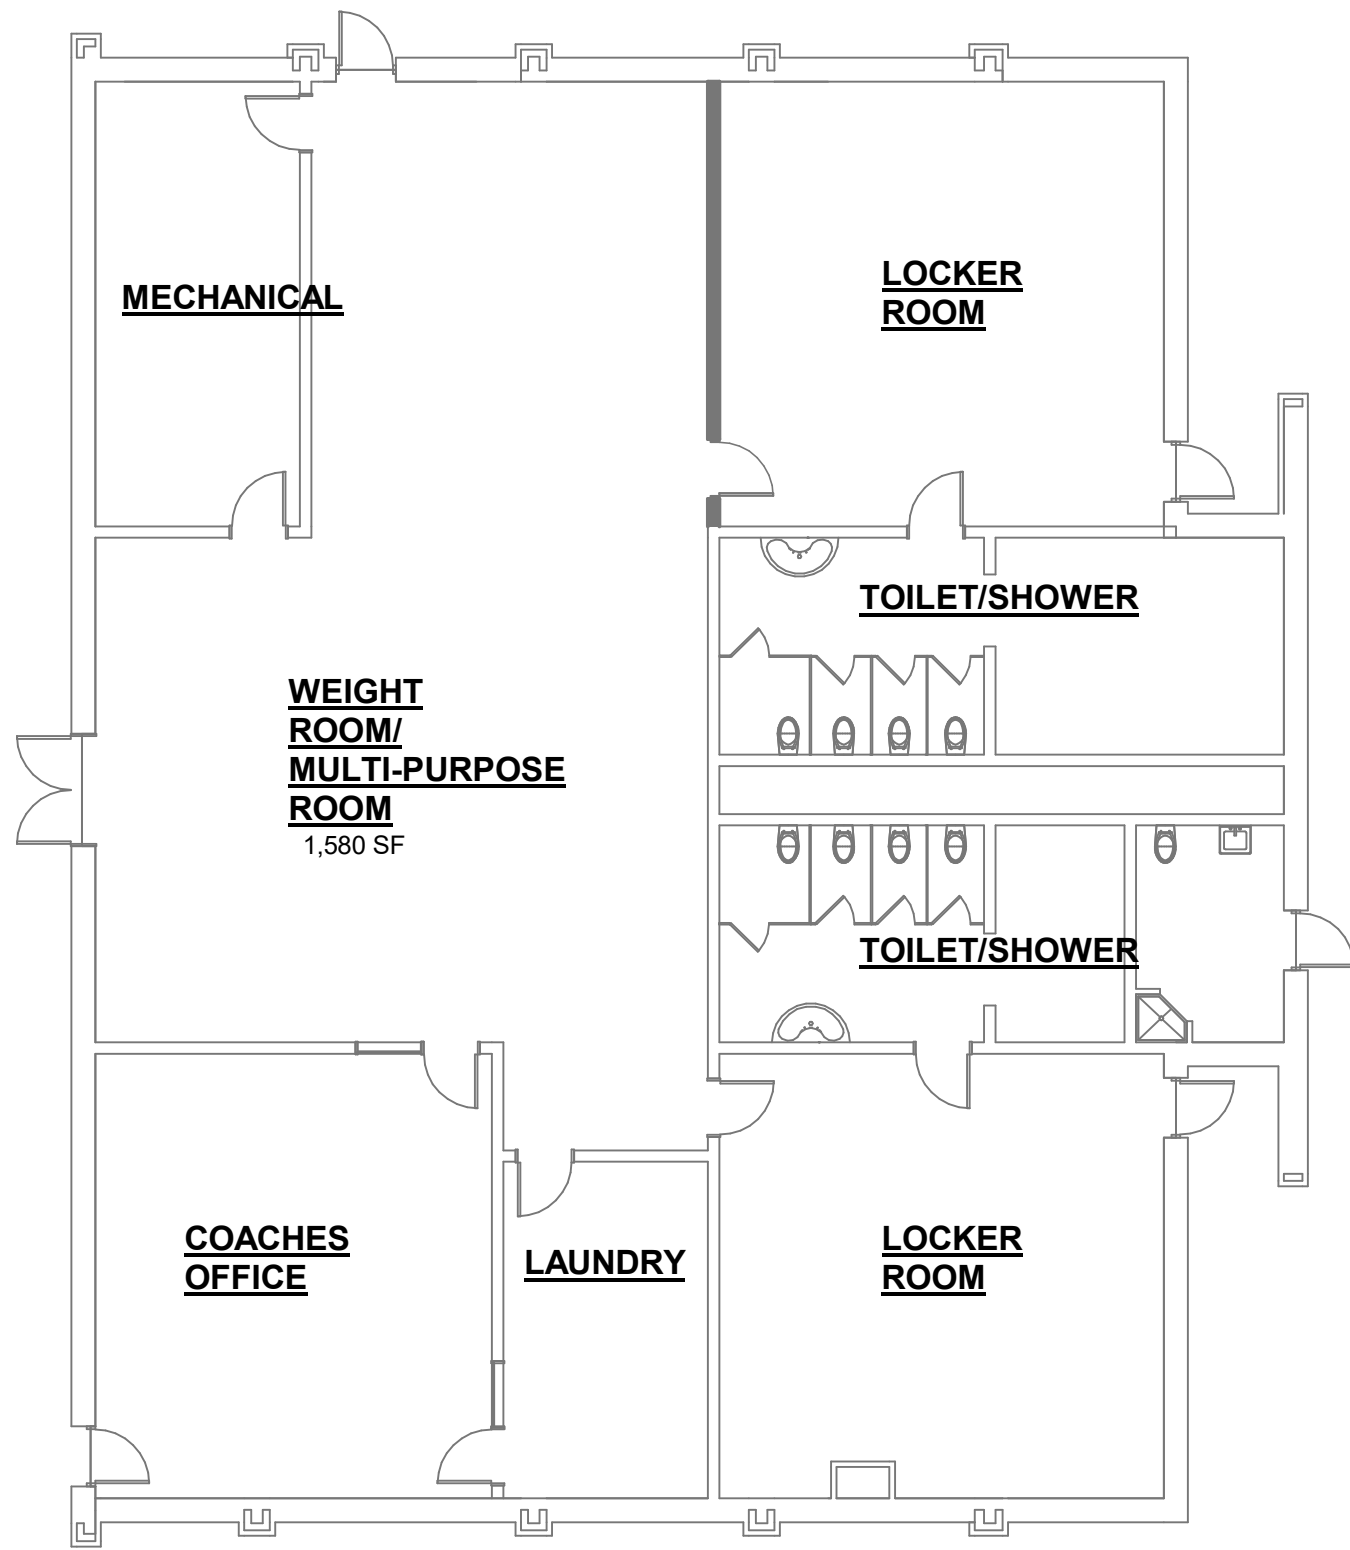 MECHANICAL
LOCKER
ROOM
TOILET/SHOWER
WEIGHT
ROOM/
MULTI-PURPOSE
ROOM
1,580 SF
TOILET/SHOWER
COACHES
OFFICE
LAUNDRY
LOCKER
ROOM